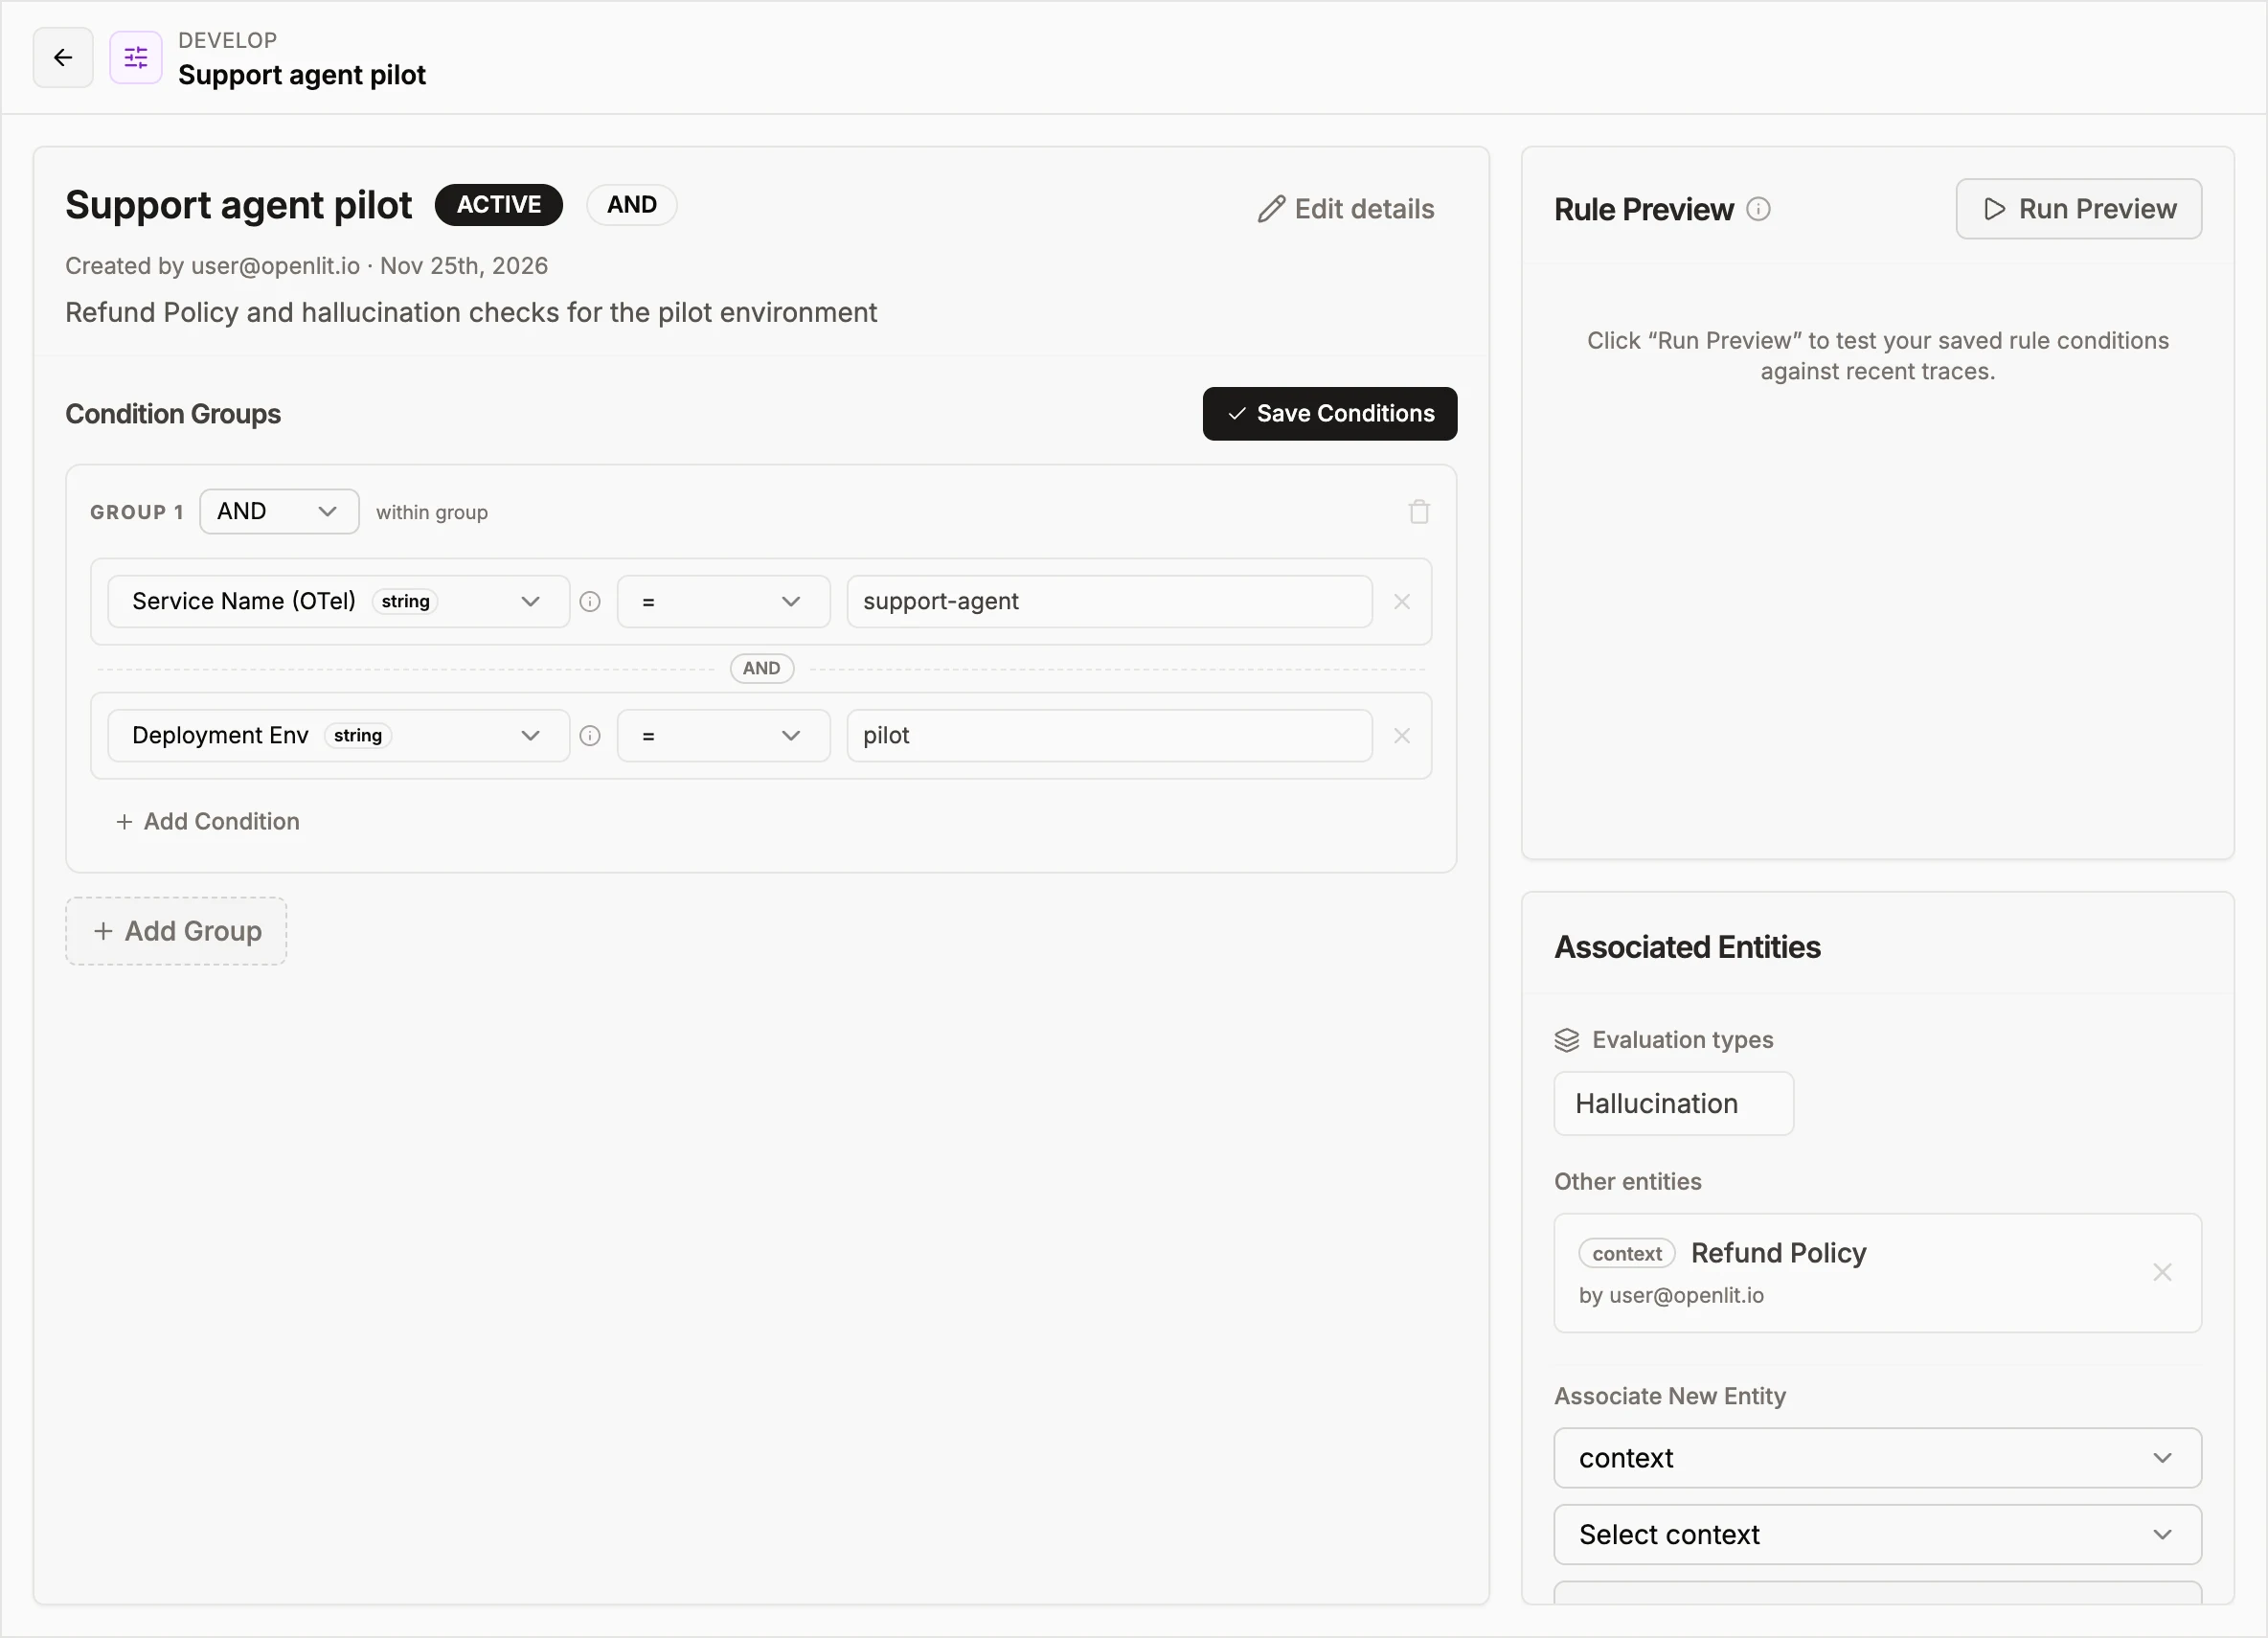 DEVELOP
Support agent pilot
Support agent pilot ACTIVE AND
Edit details
Created by user@openlit.io · Nov 25th, 2026
Refund Policy and hallucination checks for the pilot environment
Condition Groups
Save Conditions
GROUP 1 AND within group
Service Name (OTel) string = support-agent
AND
Deployment Env string = pilot
+ Add Condition
+ Add Group
Rule Preview
Run Preview
Click “Run Preview” to test your saved rule conditions
against recent traces.
Associated Entities
Evaluation types
Hallucination
Other entities
context Refund Policy
by user@openlit.io
Associate New Entity
context
Select context